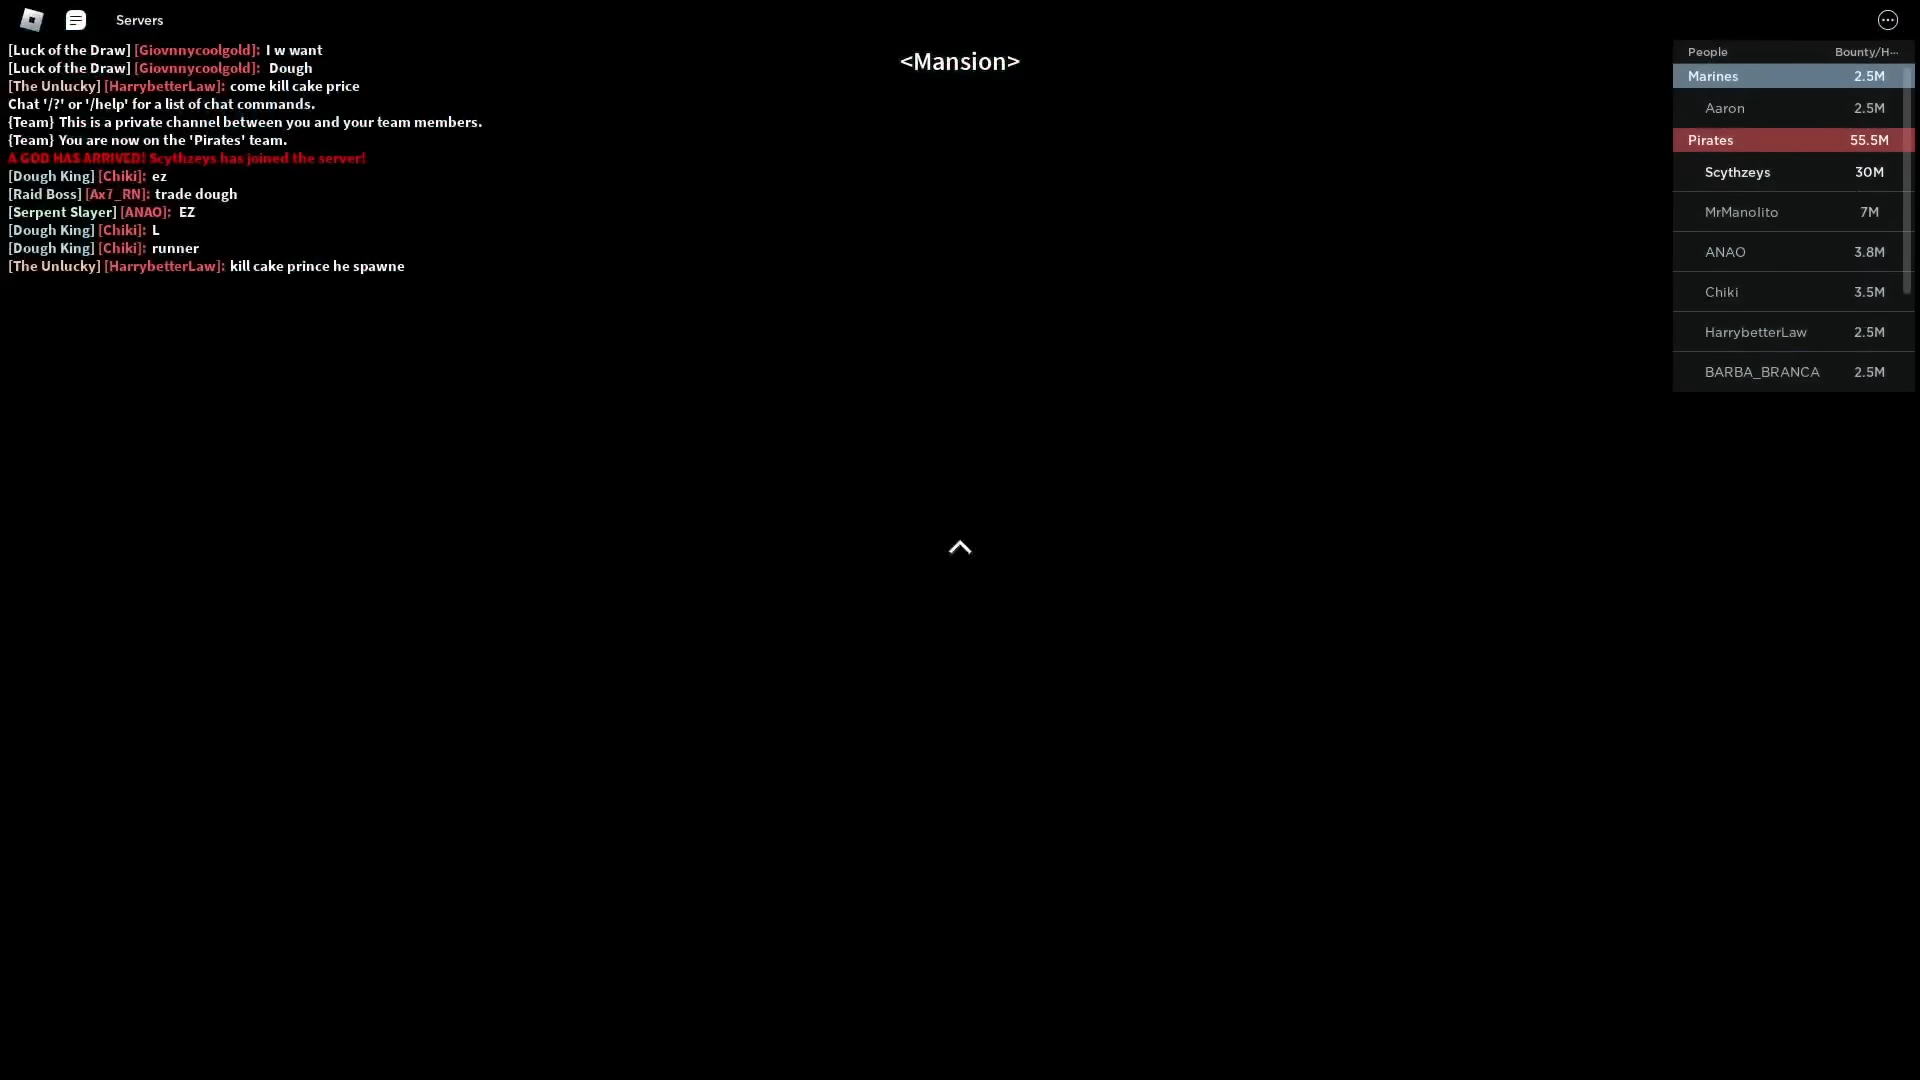 Servers
[Luck of the Draw] [Giovnnycoolgold]: I w want
[Luck of the Draw] [Giovnnycoolgold]: Dough
[The Unlucky] [HarrybetterLaw]: come kill cake price
Chat '/?' or '/help' for a list of chat commands.
{Team} This is a private channel between you and your team members.
{Team} You are now on the 'Pirates' team.
A GOD HAS ARRIVED! Scythzeys has joined the server!
[Dough King] [Chiki]: ez
[Raid Boss] [Ax7_RN]: trade dough
[Serpent Slayer] [ANAO]: EZ
[Dough King] [Chiki]: L
[Dough King] [Chiki]: runner
[The Unlucky] [HarrybetterLaw]: kill cake prince he spawne
<Mansion>
People Bounty/H...
Marines 2.5M
Aaron 2.5M
Pirates 55.5M
Scythzeys 30M
MrManolito 7M
ANAO 3.8M
Chiki 3.5M
HarrybetterLaw 2.5M
BARBA_BRANCA 2.5M